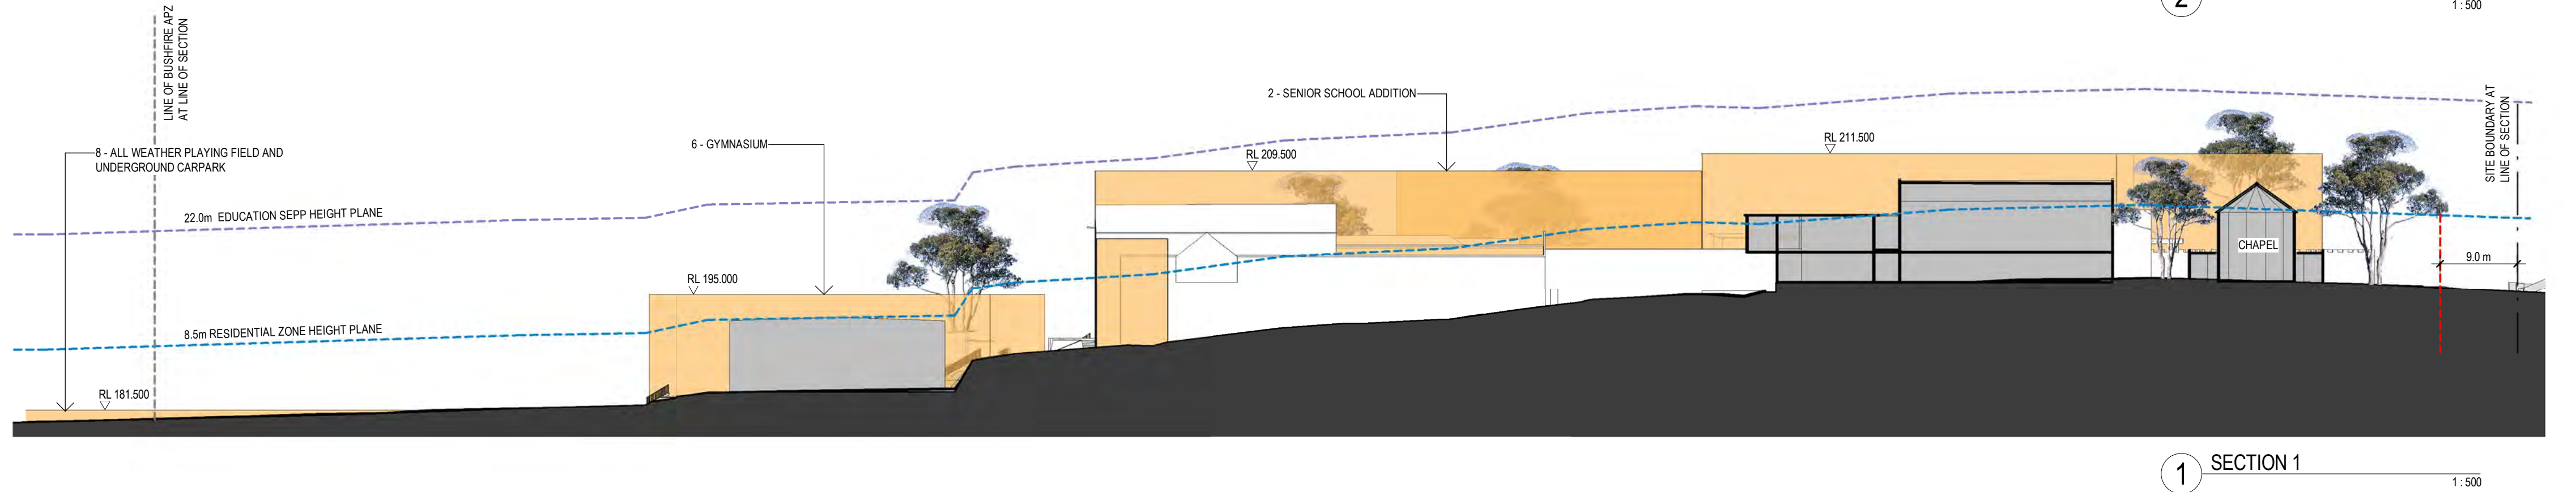 2
1 : 500
LINE OF BUSHFIRE APZ
AT LINE OF SECTION
8 - ALL WEATHER PLAYING FIELD AND
UNDERGROUND CARPARK
22.0m EDUCATION SEPP HEIGHT PLANE
8.5m RESIDENTIAL ZONE HEIGHT PLANE
RL 181.500
6 - GYMNASIUM
RL 195.000
2 - SENIOR SCHOOL ADDITION
RL 209.500
RL 211.500
CHAPEL
SITE BOUNDARY AT
LINE OF SECTION
9.0 m
1 SECTION 1
1 : 500